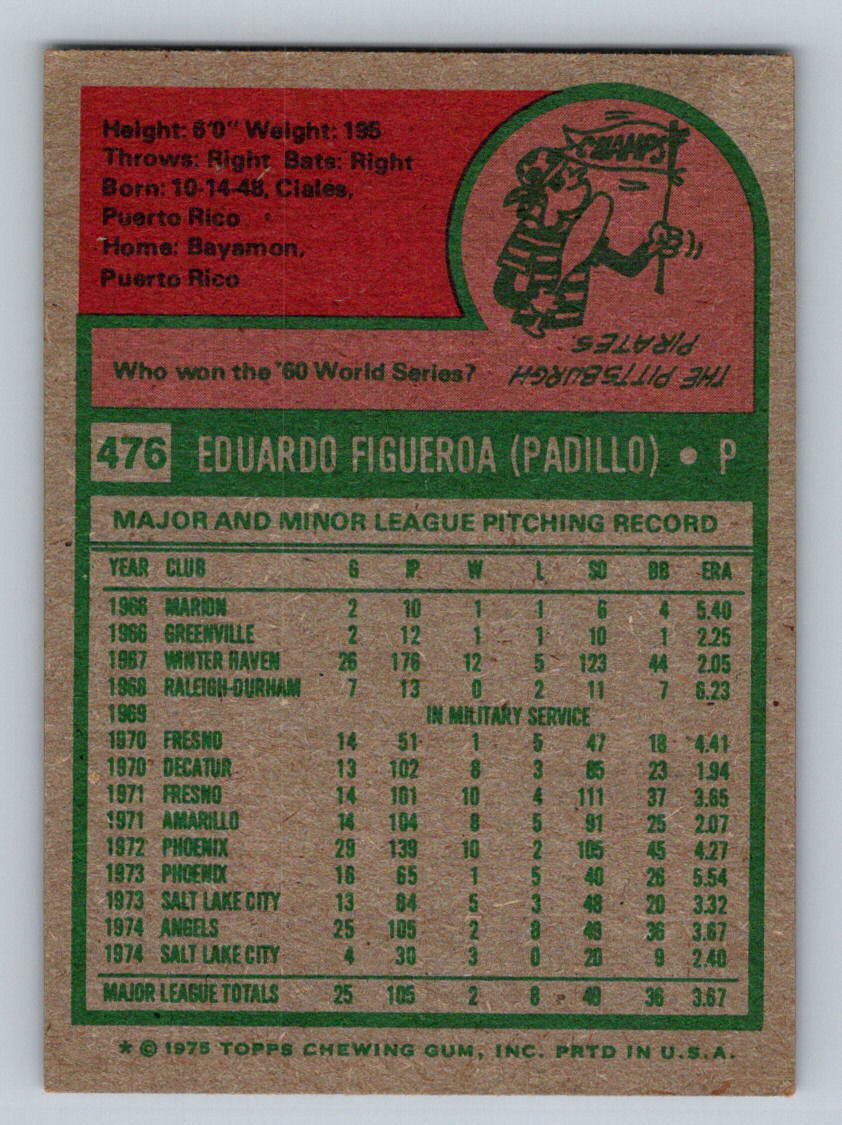 Height: 6'0" Weight: 195
Throws: Right Bats: Right
Born: 10-14-48, Ciales,
Puerto Rico
Home: Bayamon,
Puerto Rico
CHAMPS
Who won the '60 World Series?
THE PITTSBURGH
PIRATES.
476 EDUARDO FIGUEROA (PADILLO) • P
MAJOR AND MINOR LEAGUE PITCHING RECORD
YEAR CLUB G IP W L SO BB ERA
1966 MARION 2 10 1 1 6 4 5.40
1966 GREENVILLE 2 12 1 1 10 1 2.25
1967 WINTER HAVEN 26 176 12 5 123 44 2.05
1968 RALEIGH-DURHAM 7 13 0 2 11 7 6.23
1969 IN MILITARY SERVICE
1970 FRESNO 14 51 1 5 47 18 4.41
1970 DECATUR 13 102 8 3 85 23 1.94
1971 FRESNO 14 101 10 4 111 37 3.65
1971 AMARILLO 14 104 8 5 91 25 2.07
1972 PHOENIX 29 139 10 2 105 45 4.27
1973 PHOENIX 16 65 1 5 40 26 5.54
1973 SALT LAKE CITY 13 84 5 3 48 20 3.32
1974 ANGELS 25 105 2 8 49 36 3.67
1974 SALT LAKE CITY 4 30 3 0 20 9 2.40
MAJOR LEAGUE TOTALS 25 105 2 8 49 36 3.67
* © 1975 TOPPS CHEWING GUM, INC. PRTD IN U.S.A.